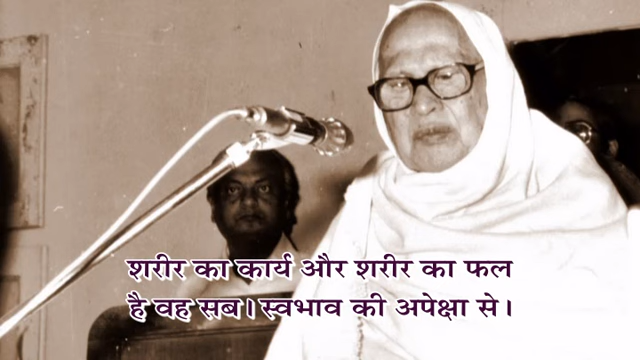 शरीर का कार्य और शरीर का फल
है वह सब। स्वभाव की अपेक्षा से।